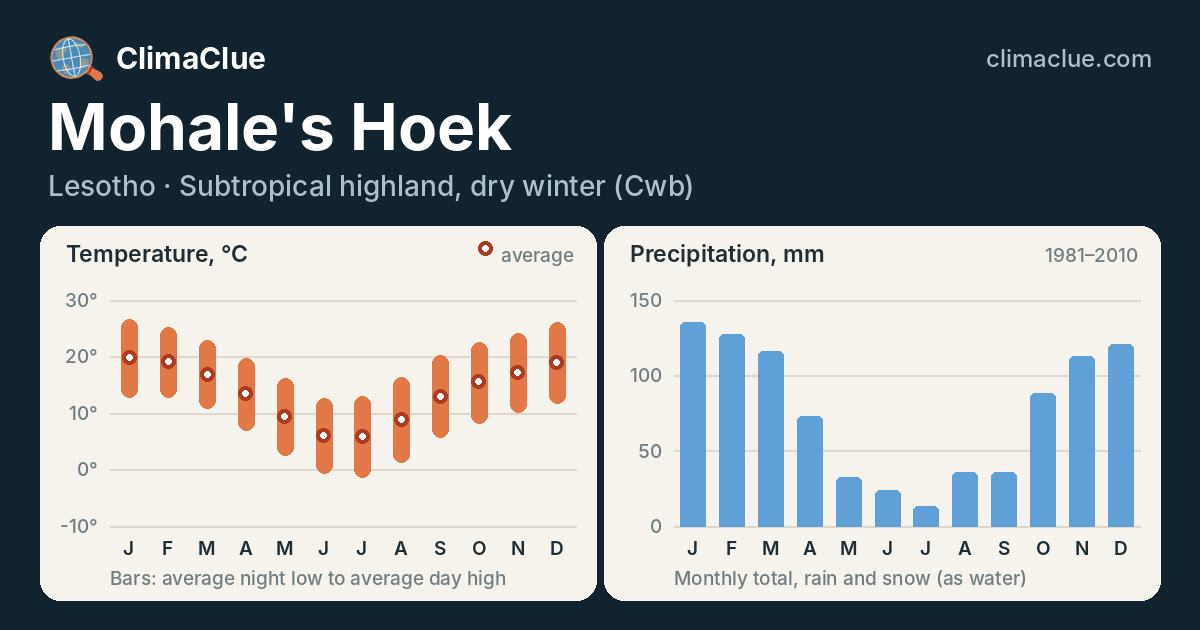 ClimaClue
climaclue.com
Mohale's Hoek
Lesotho · Subtropical highland, dry winter (Cwb)
Temperature, °C
average
30°
20°
10°
0°
-10°
J F M A M J J A S O N D
Bars: average night low to average day high
Precipitation, mm
1981–2010
150
100
50
0
J F M A M J J A S O N D
Monthly total, rain and snow (as water)